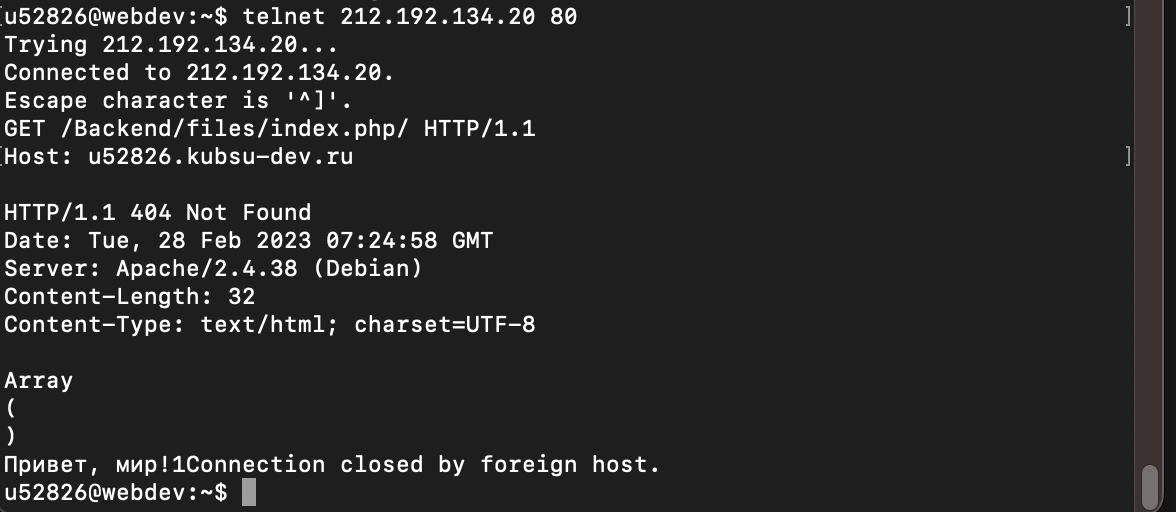 [u52826@webdev:~$ telnet 212.192.134.20 80 ]
Trying 212.192.134.20...
Connected to 212.192.134.20.
Escape character is '^]'.
GET /Backend/files/index.php/ HTTP/1.1
[Host: u52826.kubsu-dev.ru ]
HTTP/1.1 404 Not Found
Date: Tue, 28 Feb 2023 07:24:58 GMT
Server: Apache/2.4.38 (Debian)
Content-Length: 32
Content-Type: text/html; charset=UTF-8
Array
(
)
Привет, мир!1Connection closed by foreign host.
u52826@webdev:~$